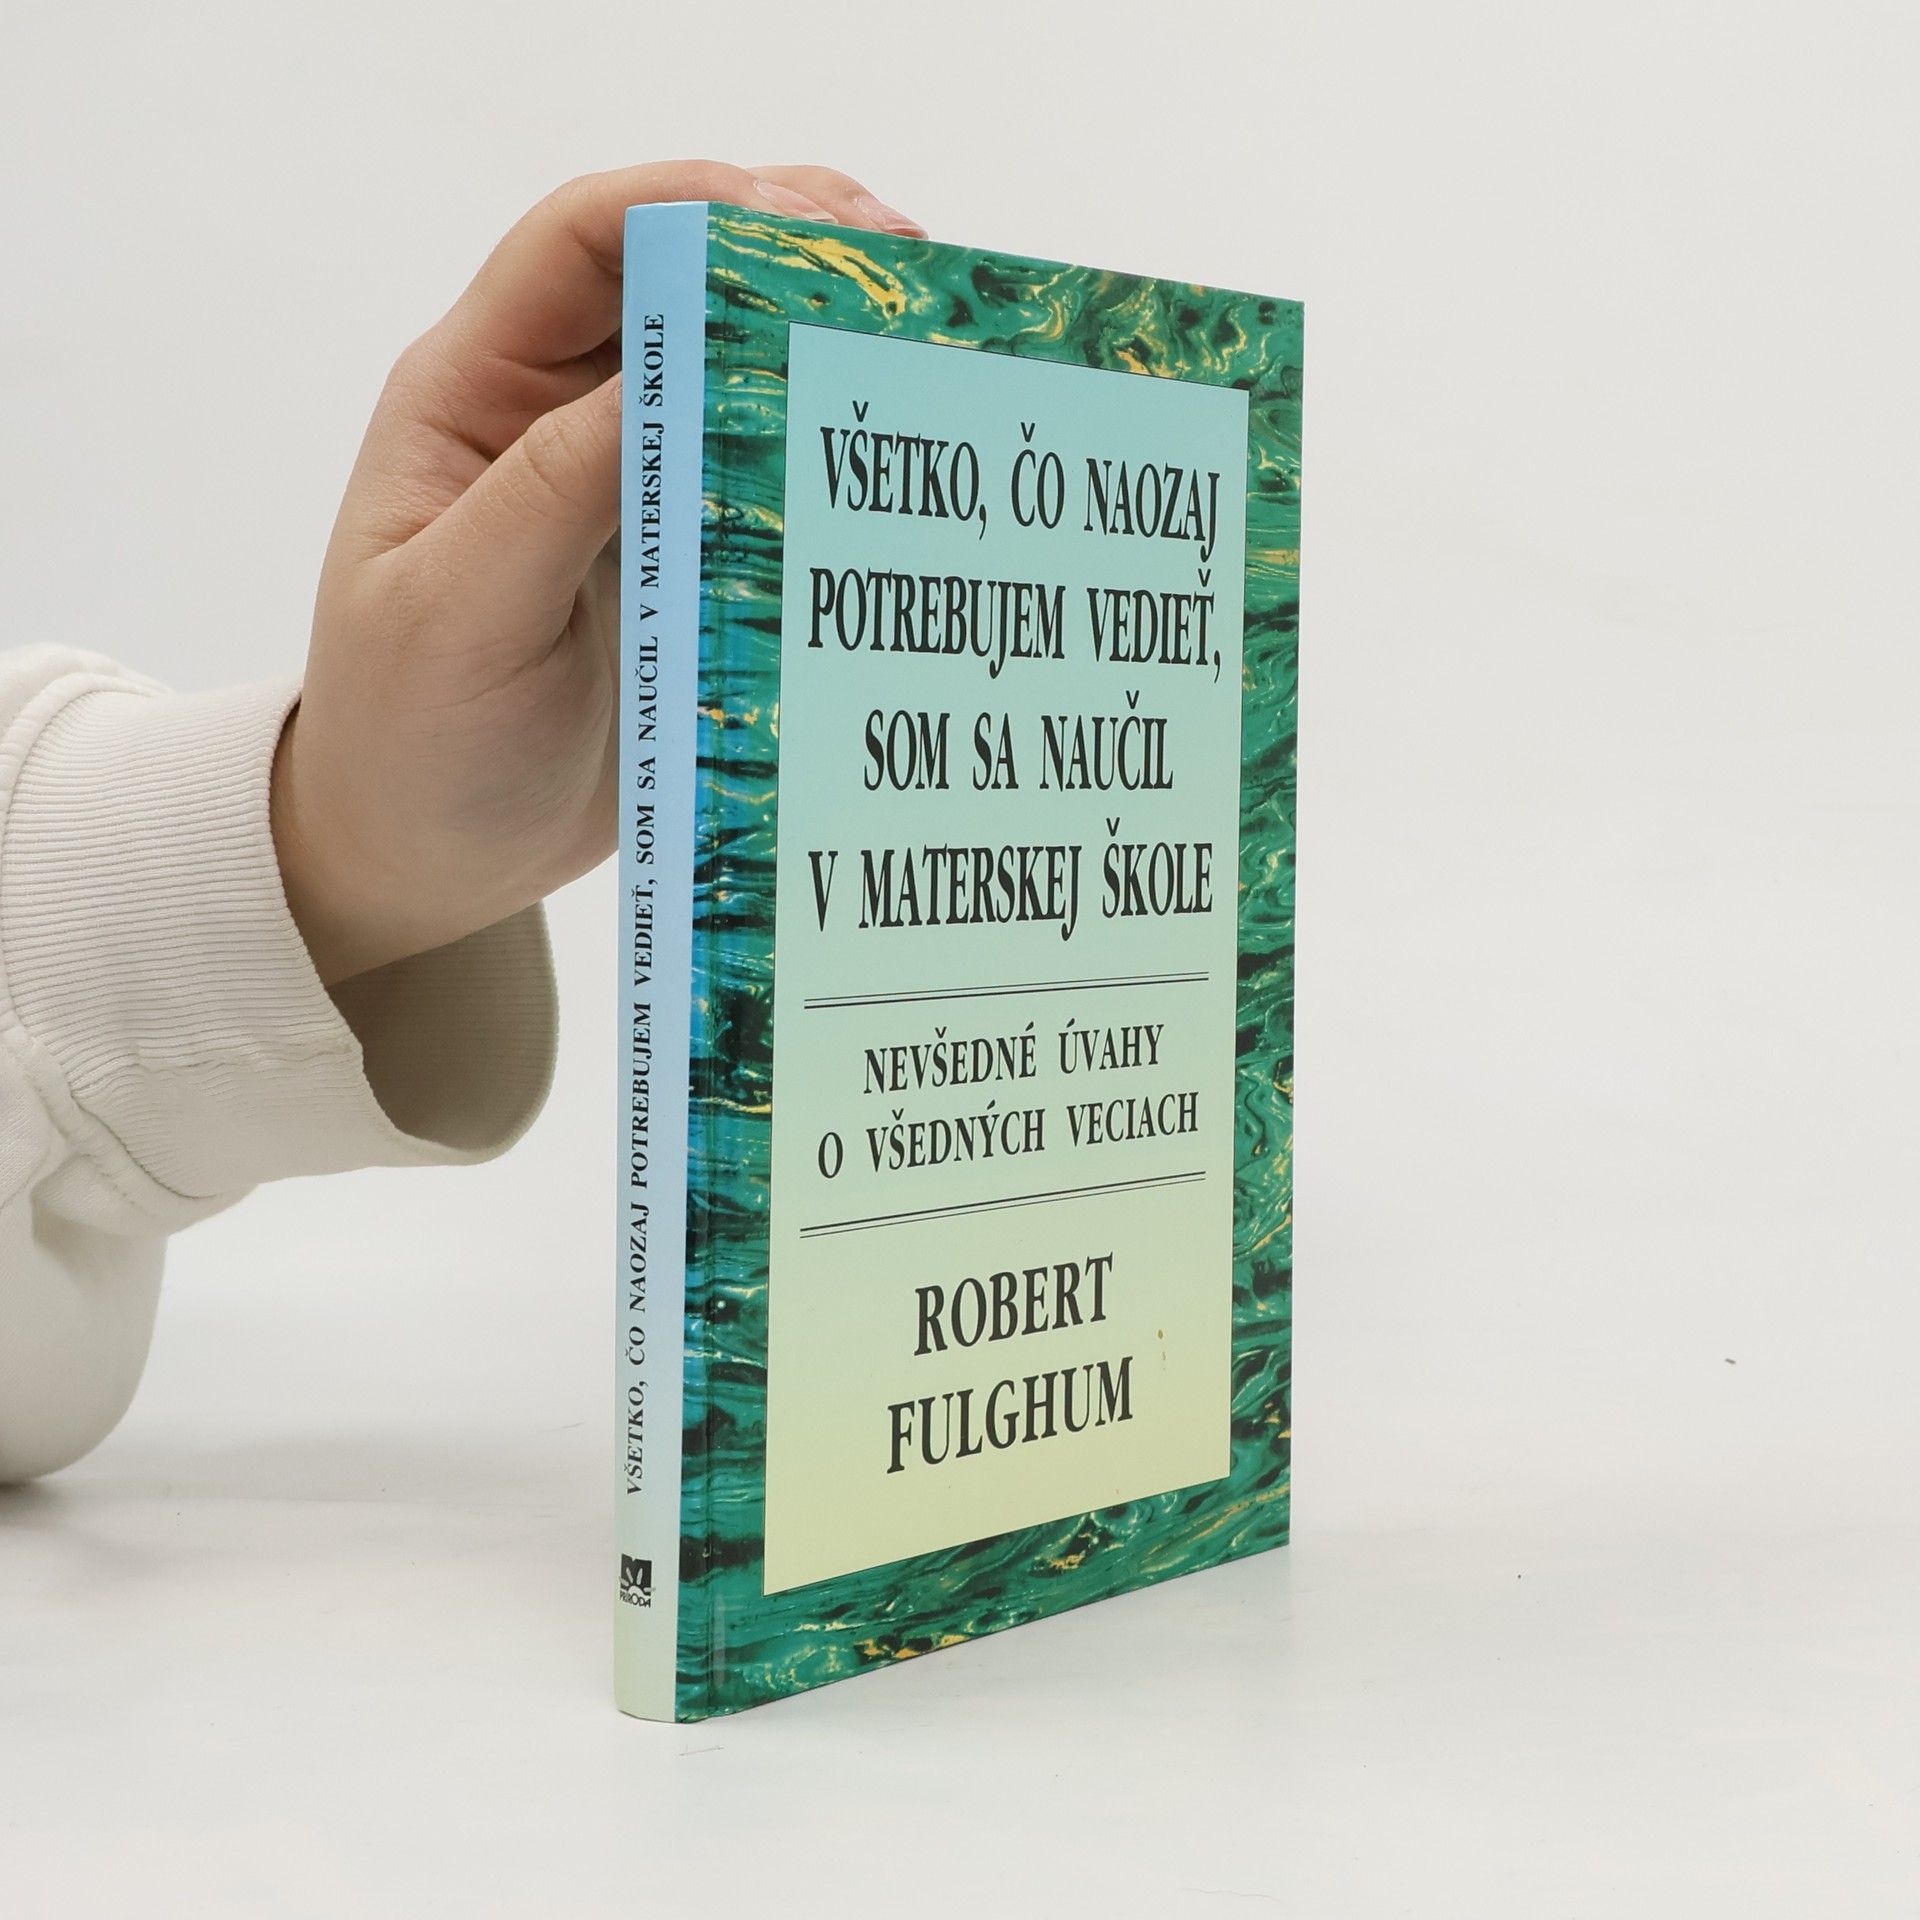 VŠETKO, ČO NAOZAJ POTREBUJEM VEDIEŤ, SOM SA NAUČIL V MATERSKEJ ŠKOLE
PRÍRODA
VŠETKO, ČO NAOZAJ
POTREBUJEM VEDIEŤ,
SOM SA NAUČIL
V MATERSKEJ ŠKOLE
NEVŠEDNÉ ÚVAHY
O VŠEDNÝCH VECIACH
ROBERT
FULGHUM